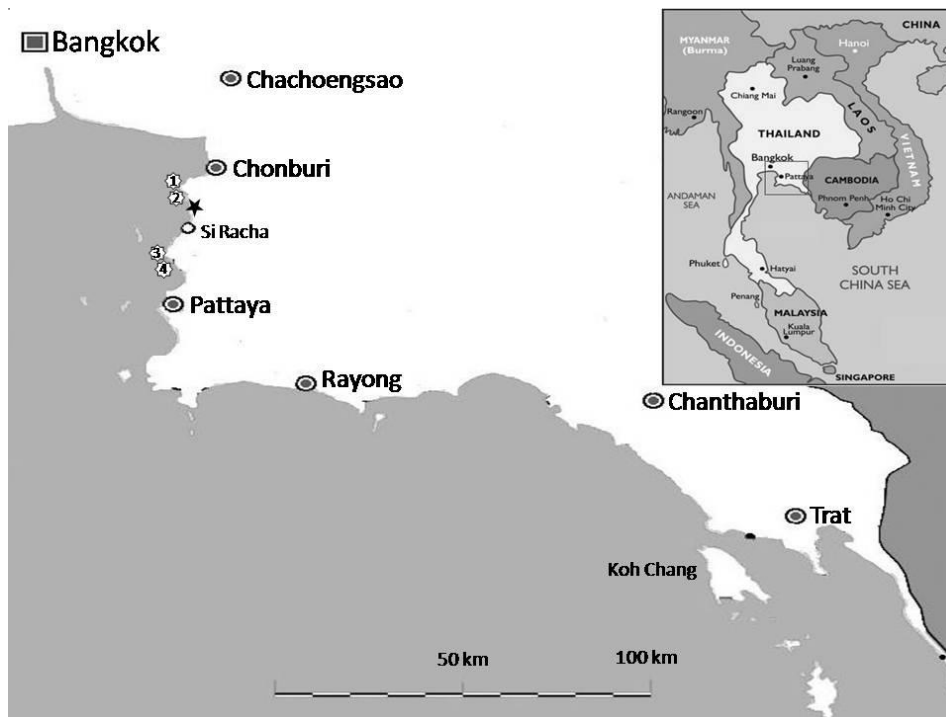 Bangkok
Chachoengsao
Chonburi
1
2
Si Racha
3
4
Pattaya
Rayong
Chanthaburi
Trat
Koh Chang
50 km
100 km
CHINA
MYANMAR
(Burma)
Hanoi
Luang
Prabang
Chiang Mai
LAOS
Rangoon
VIETNAM
THAILAND
Bangkok
Pattaya
CAMBODIA
ANDAMAN
SEA
Phnom Penh
Ho Chi
Minh City
Phuket
Hatyai
SOUTH
CHINA SEA
Penang
MALAYSIA
Kuala
Lumpur
INDONESIA
SINGAPORE